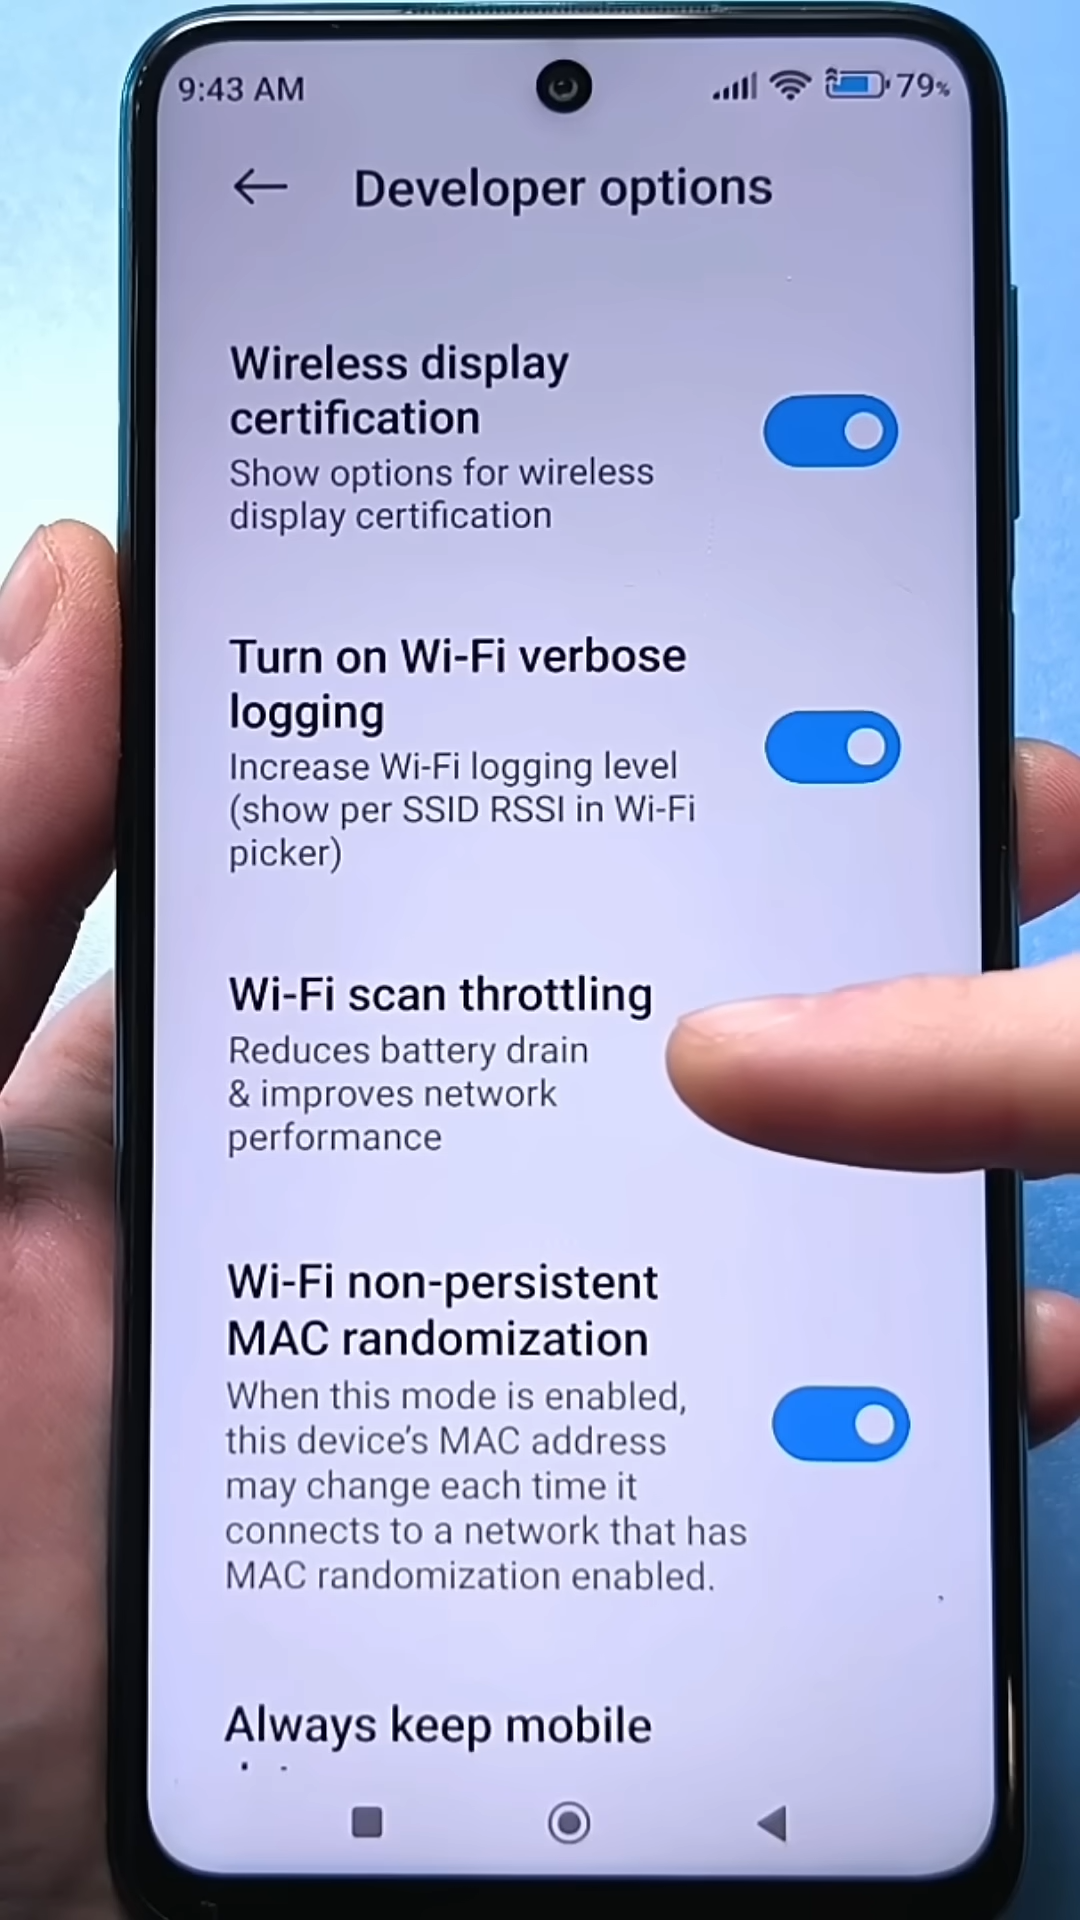 9:43 AM
79%
Developer options
Wireless display
certification
Show options for wireless
display certification
Turn on Wi-Fi verbose
logging
Increase Wi-Fi logging level
(show per SSID RSSI in Wi-Fi
picker)
Wi-Fi scan throttling
Reduces battery drain
& improves network
performance
Wi-Fi non-persistent
MAC randomization
When this mode is enabled,
this device's MAC address
may change each time it
connects to a network that has
MAC randomization enabled.
Always keep mobile